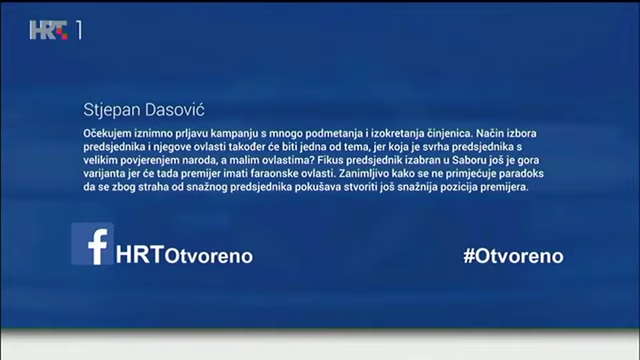 HRT 1
Stjepan Dasović
Očekujem iznimno prljavu kampanju s mnogo podmetanja i izokretanja činjenica. Način izbora
predsjednika i njegove ovlasti također će biti jedna od tema, jer koja je svrha predsjednika s
velikim povjerenjem naroda, a malim ovlastima? Fikus predsjednik izabran u Saboru još je gora
varijanta jer će tada premijer imati faraonske ovlasti. Zanimljivo kako se ne primjećuje paradoks
da se zbog straha od snažnog predsjednika pokušava stvoriti još snažnija pozicija premijera.
f HRTOtvoreno
#Otvoreno